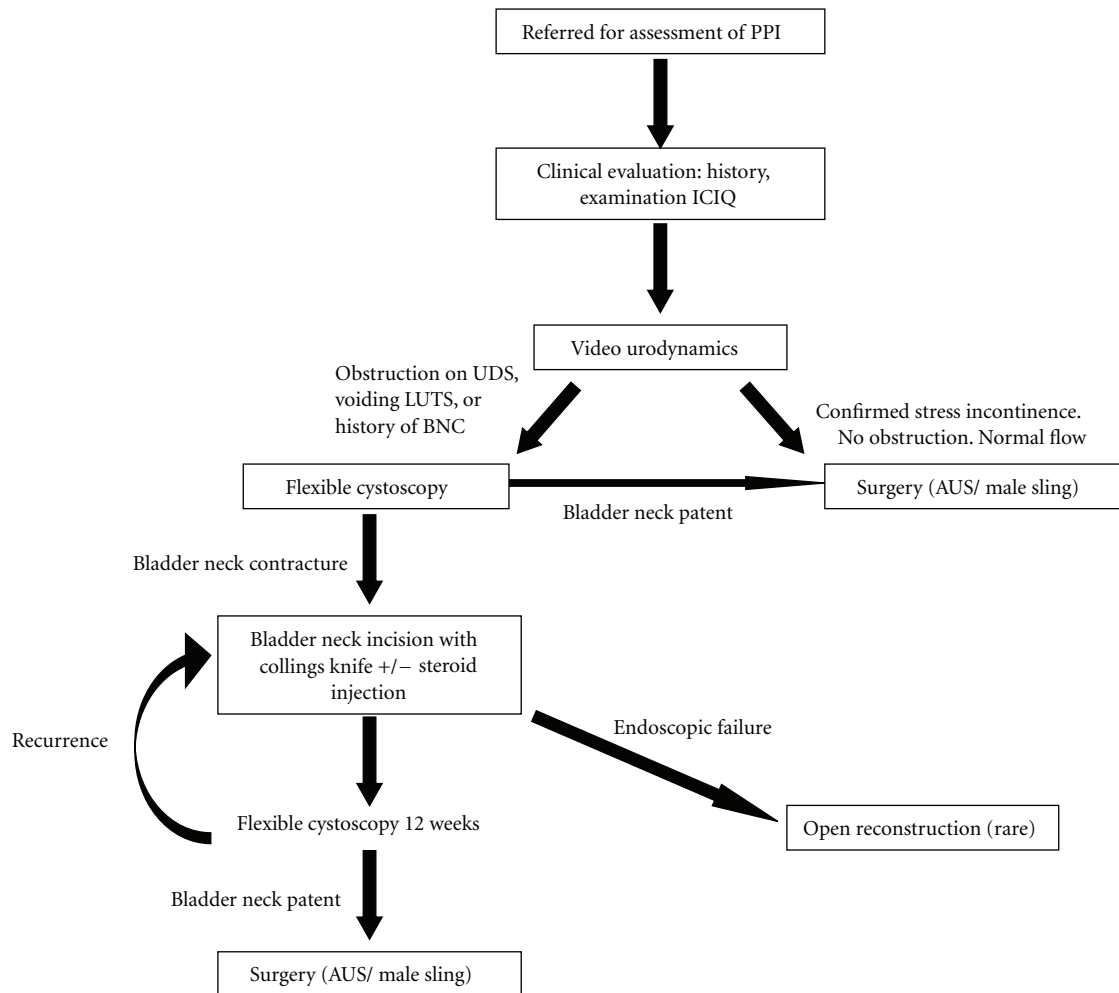 Referred for assessment of PPI
Clinical evaluation: history,
examination ICIQ
Video urodynamics
Obstruction on UDS,
voiding LUTS, or
history of BNC
Confirmed stress incontinence.
No obstruction. Normal flow
Flexible cystoscopy
Bladder neck patent
Surgery (AUS/ male sling)
Bladder neck contracture
Bladder neck incision with
collings knife +/− steroid
injection
Recurrence
Endoscopic failure
Flexible cystoscopy 12 weeks
Open reconstruction (rare)
Bladder neck patent
Surgery (AUS/ male sling)